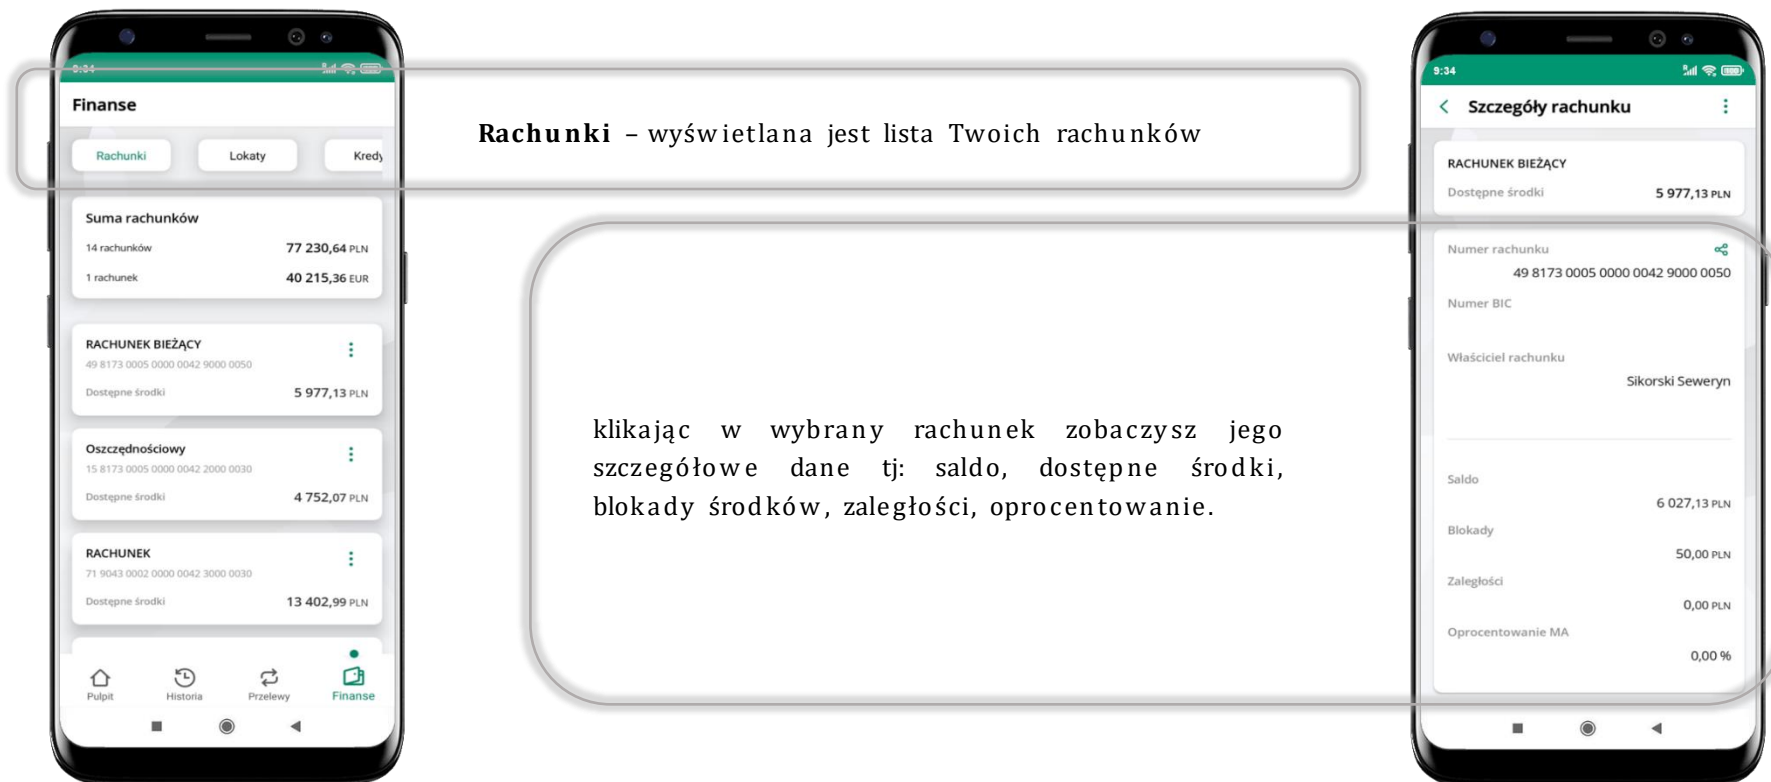 9:34
Finanse
Rachunki
Lokaty
Kredy
Suma rachunków
14 rachunków 77 230,64 PLN
1 rachunek 40 215,36 EUR
RACHUNEK BIEŻĄCY
49 8173 0005 0000 0042 9000 0050
Dostępne środki 5 977,13 PLN
Oszczędnościowy
15 8173 0005 0000 0042 2000 0030
Dostępne środki 4 752,07 PLN
RACHUNEK
71 9043 0002 0000 0042 3000 0030
Dostępne środki 13 402,99 PLN
Pulpit Historia Przelewy Finanse
Rachunki – wyświetlana jest lista Twoich rachunków
klikając w wybrany rachunek zobaczysz jego
szczegółowe dane tj: saldo, dostępne środki,
blokady środków, zaległości, oprocentowanie.
9:34
Szczegóły rachunku
RACHUNEK BIEŻĄCY
Dostępne środki 5 977,13 PLN
Numer rachunku
49 8173 0005 0000 0042 9000 0050
Numer BIC
Właściciel rachunku
Sikorski Seweryn
Saldo
6 027,13 PLN
Blokady
50,00 PLN
Zaległości
0,00 PLN
Oprocentowanie MA
0,00 %